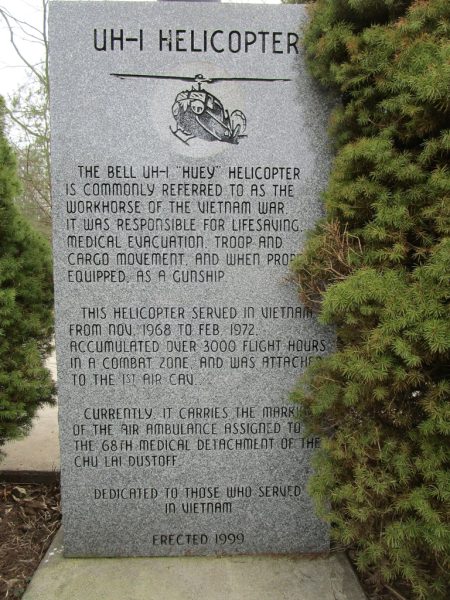 UH-1 HELICOPTER
THE BELL UH-1 "HUEY" HELICOPTER
IS COMMONLY REFERRED TO AS THE
WORKHORSE OF THE VIETNAM WAR.
IT WAS RESPONSIBLE FOR LIFESAVING,
MEDICAL EVACUATION, TROOP AND
CARGO MOVEMENT, AND WHEN
EQUIPPED, AS A GUNSHIP.
THIS HELICOPTER SERVED IN VIETNAM
FROM NOV. 1968 TO FEB. 1972.
ACCUMULATED OVER 3000 FLIGHT HOURS
IN A COMBAT ZONE, AND WAS ATTACHED
TO THE 1ST AIR CAV.
CURRENTLY, IT CARRIES THE
OF THE AIR AMBULANCE ASSIGNED TO
THE 68TH MEDICAL DETACHMENT OF THE
CHU LAI DUSTOFF.
DEDICATED TO THOSE WHO SERVED
IN VIETNAM
ERECTED 1999